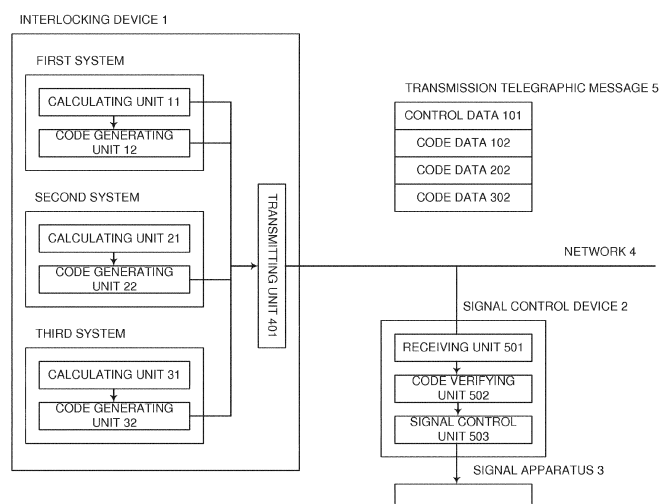 INTERLOCKING DEVICE 1
FIRST SYSTEM
CALCULATING UNIT 11
CODE GENERATING
UNIT 12
SECOND SYSTEM
CALCULATING UNIT 21
CODE GENERATING
UNIT 22
THIRD SYSTEM
CALCULATING UNIT 31
CODE GENERATING
UNIT 32
TRANSMITTING UNIT 401
TRANSMISSION TELEGRAPHIC MESSAGE 5
CONTROL DATA 101
CODE DATA 102
CODE DATA 202
CODE DATA 302
NETWORK 4
SIGNAL CONTROL DEVICE 2
RECEIVING UNIT 501
CODE VERIFYING
UNIT 502
SIGNAL CONTROL
UNIT 503
SIGNAL APPARATUS 3